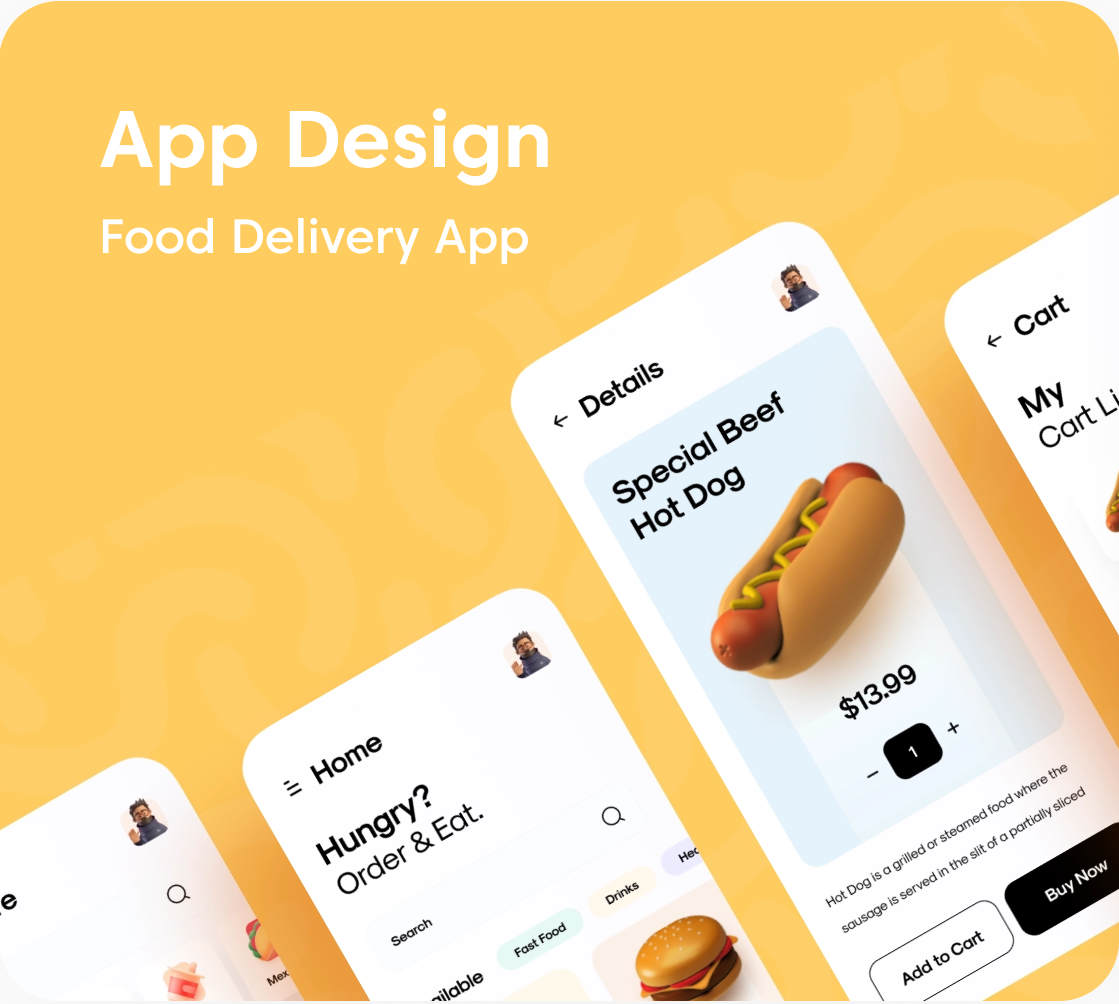 App Design
Food Delivery App
Details
Special Beef
Hot Dog
$13.99
−
1
+
Hot Dog is a grilled or steamed food where the
sausage is served in the slit of a partially sliced
Add to Cart
Buy Now
Cart
My
Cart Li
Home
Hungry?
Order & Eat.
Search
Fast Food
Drinks
Hea
ailable
e
Mex